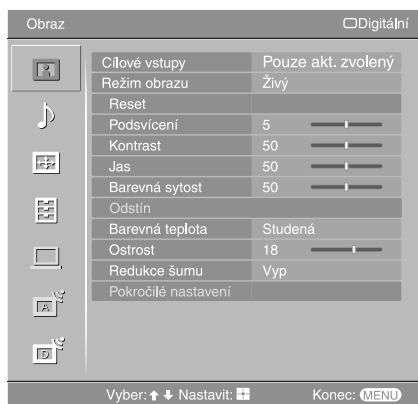 Obraz Digitální
Cílové vstupy Pouze akt. zvolený
Režim obrazu Živý
Reset
Podsvícení 5
Kontrast 50
Jas 50
Barevná sytost 50
Odstín
Barevná teplota Studená
Ostrost 18
Redukce šumu Vyp
Pokročilé nastavení
A
D
Vyber: Nastavit: Konec: MENU